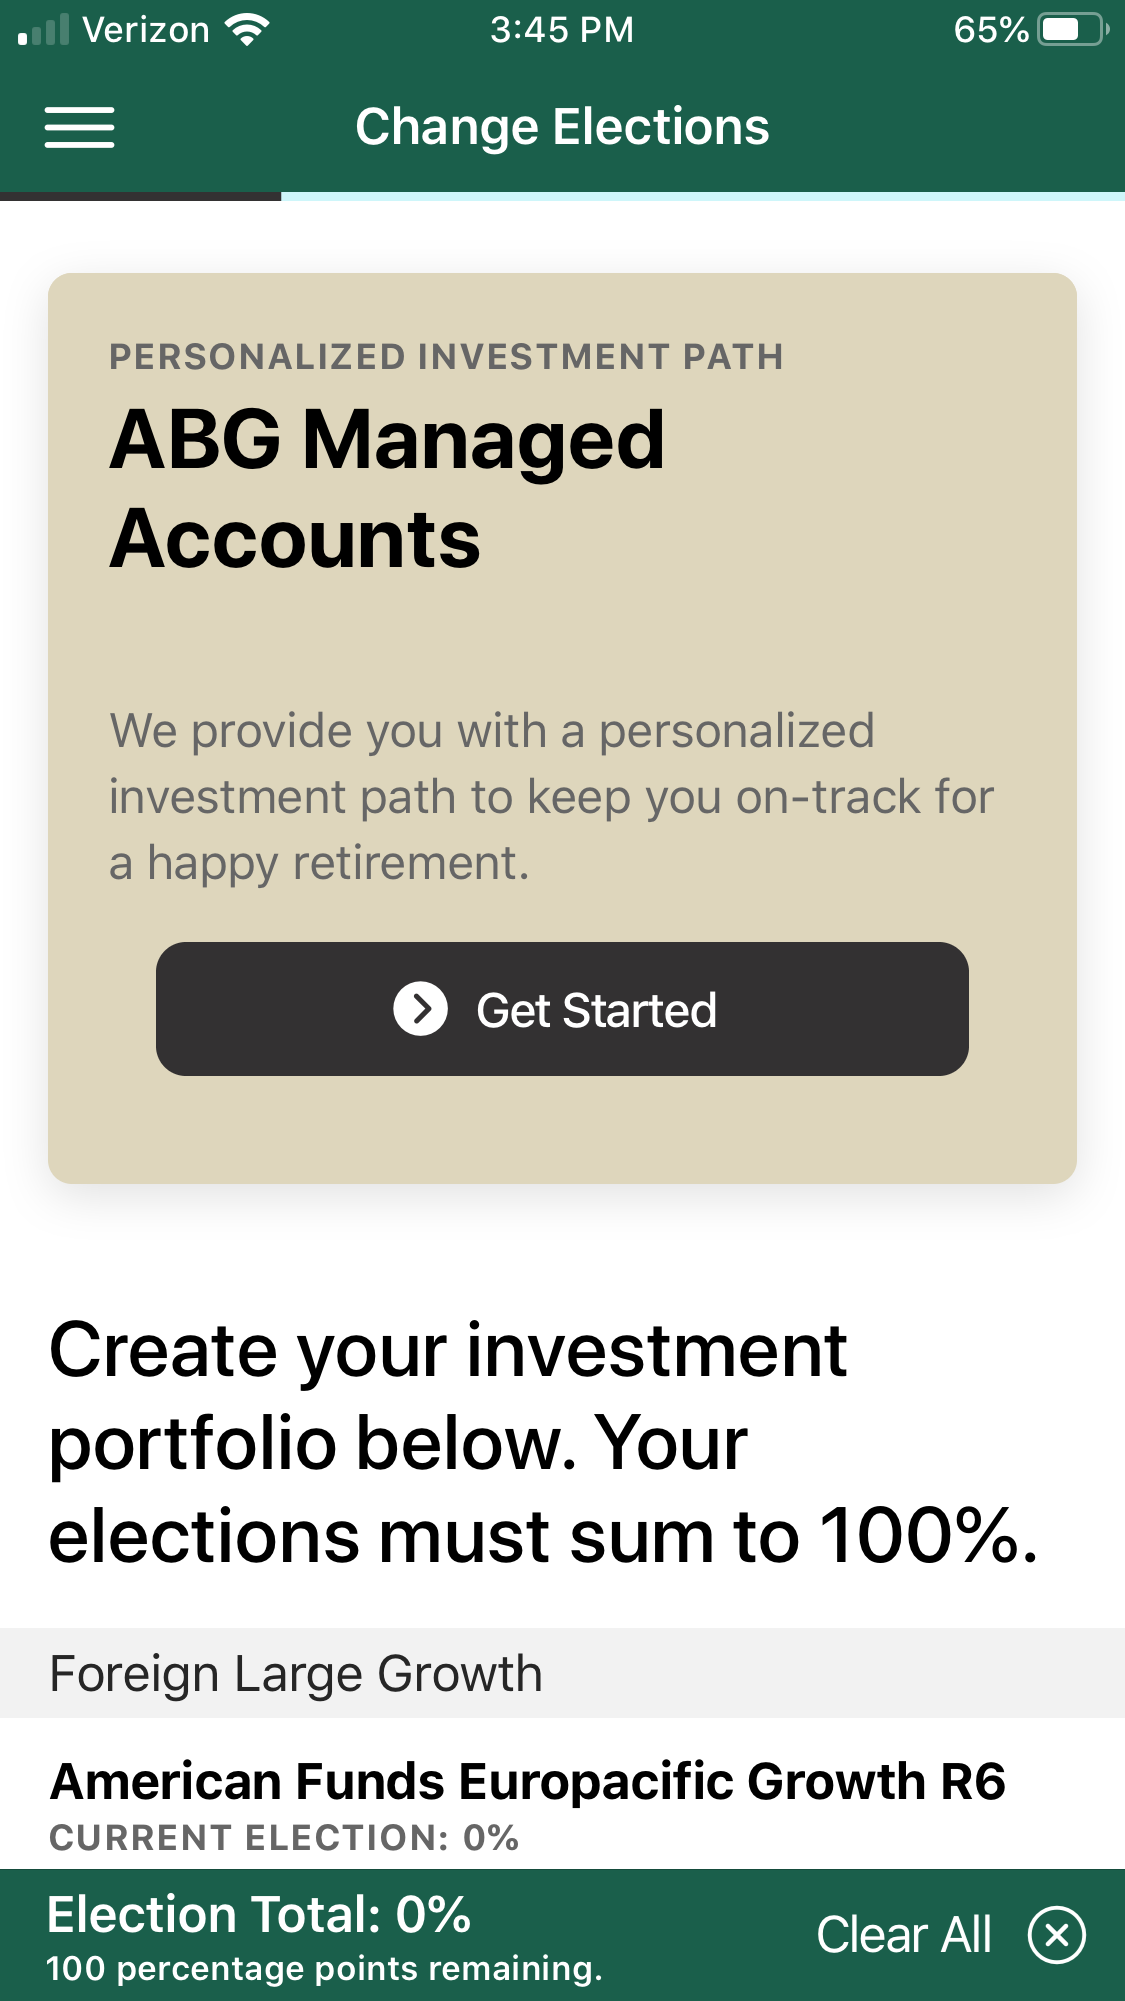 Verizon 3:45 PM 65%
Change Elections
PERSONALIZED INVESTMENT PATH
ABG Managed
Accounts
We provide you with a personalized
investment path to keep you on-track for
a happy retirement.
Get Started
Create your investment
portfolio below. Your
elections must sum to 100%.
Foreign Large Growth
American Funds Europacific Growth R6
CURRENT ELECTION: 0%
Election Total: 0%
100 percentage points remaining.
Clear All